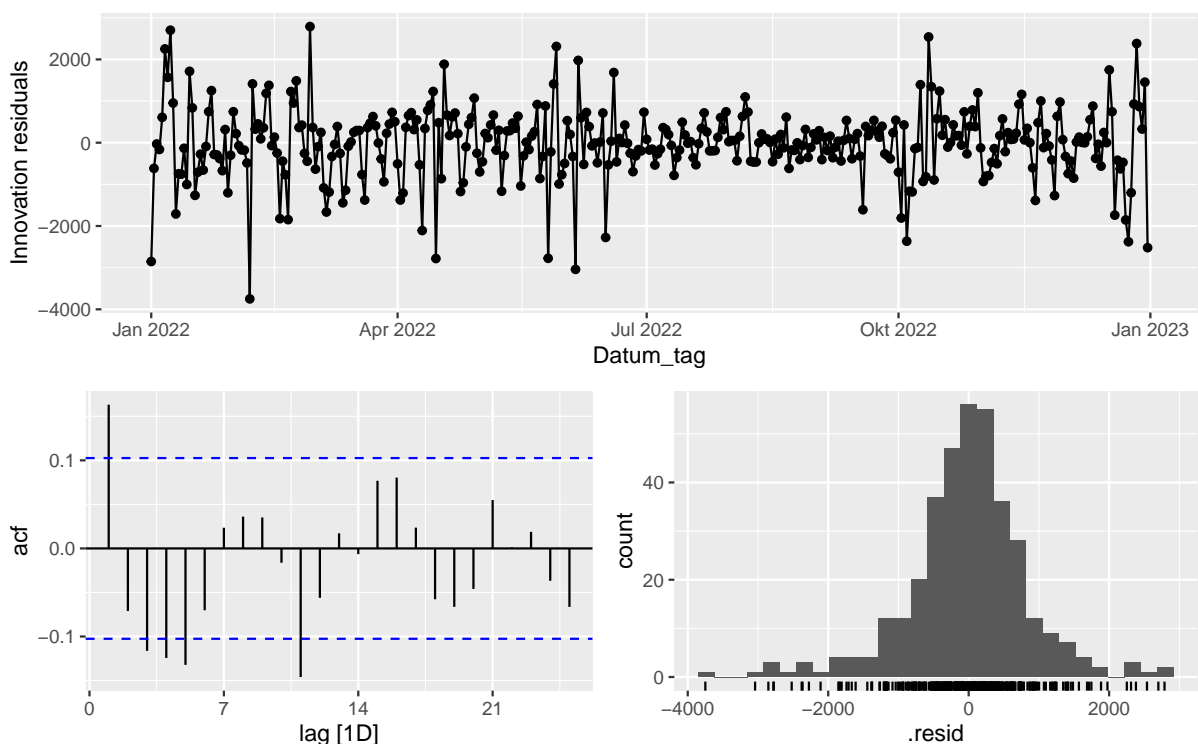 Innovation residuals
2000
0
−2000
−4000
Jan 2022
Apr 2022
Jul 2022
Okt 2022
Jan 2023
Datum_tag
acf
0.1
0.0
−0.1
0
7
14
21
lag [1D]
count
40
20
0
−4000
−2000
0
2000
.resid